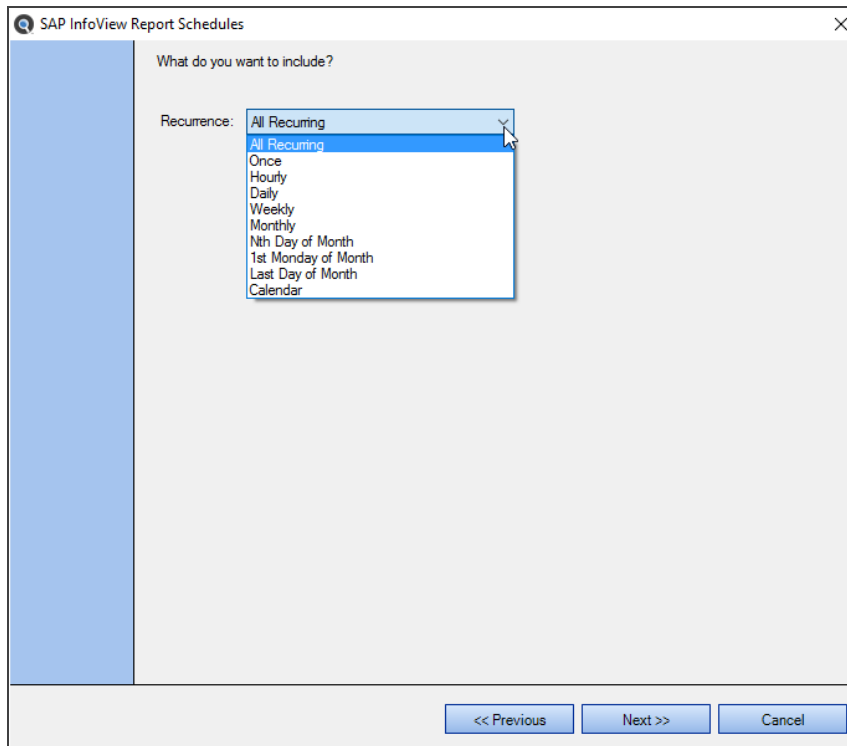 SAP InfoView Report Schedules
What do you want to include?
Recurrence: All Recurring
All Recurring
Once
Hourly
Daily
Weekly
Monthly
Nth Day of Month
1st Monday of Month
Last Day of Month
Calendar
<< Previous Next >> Cancel